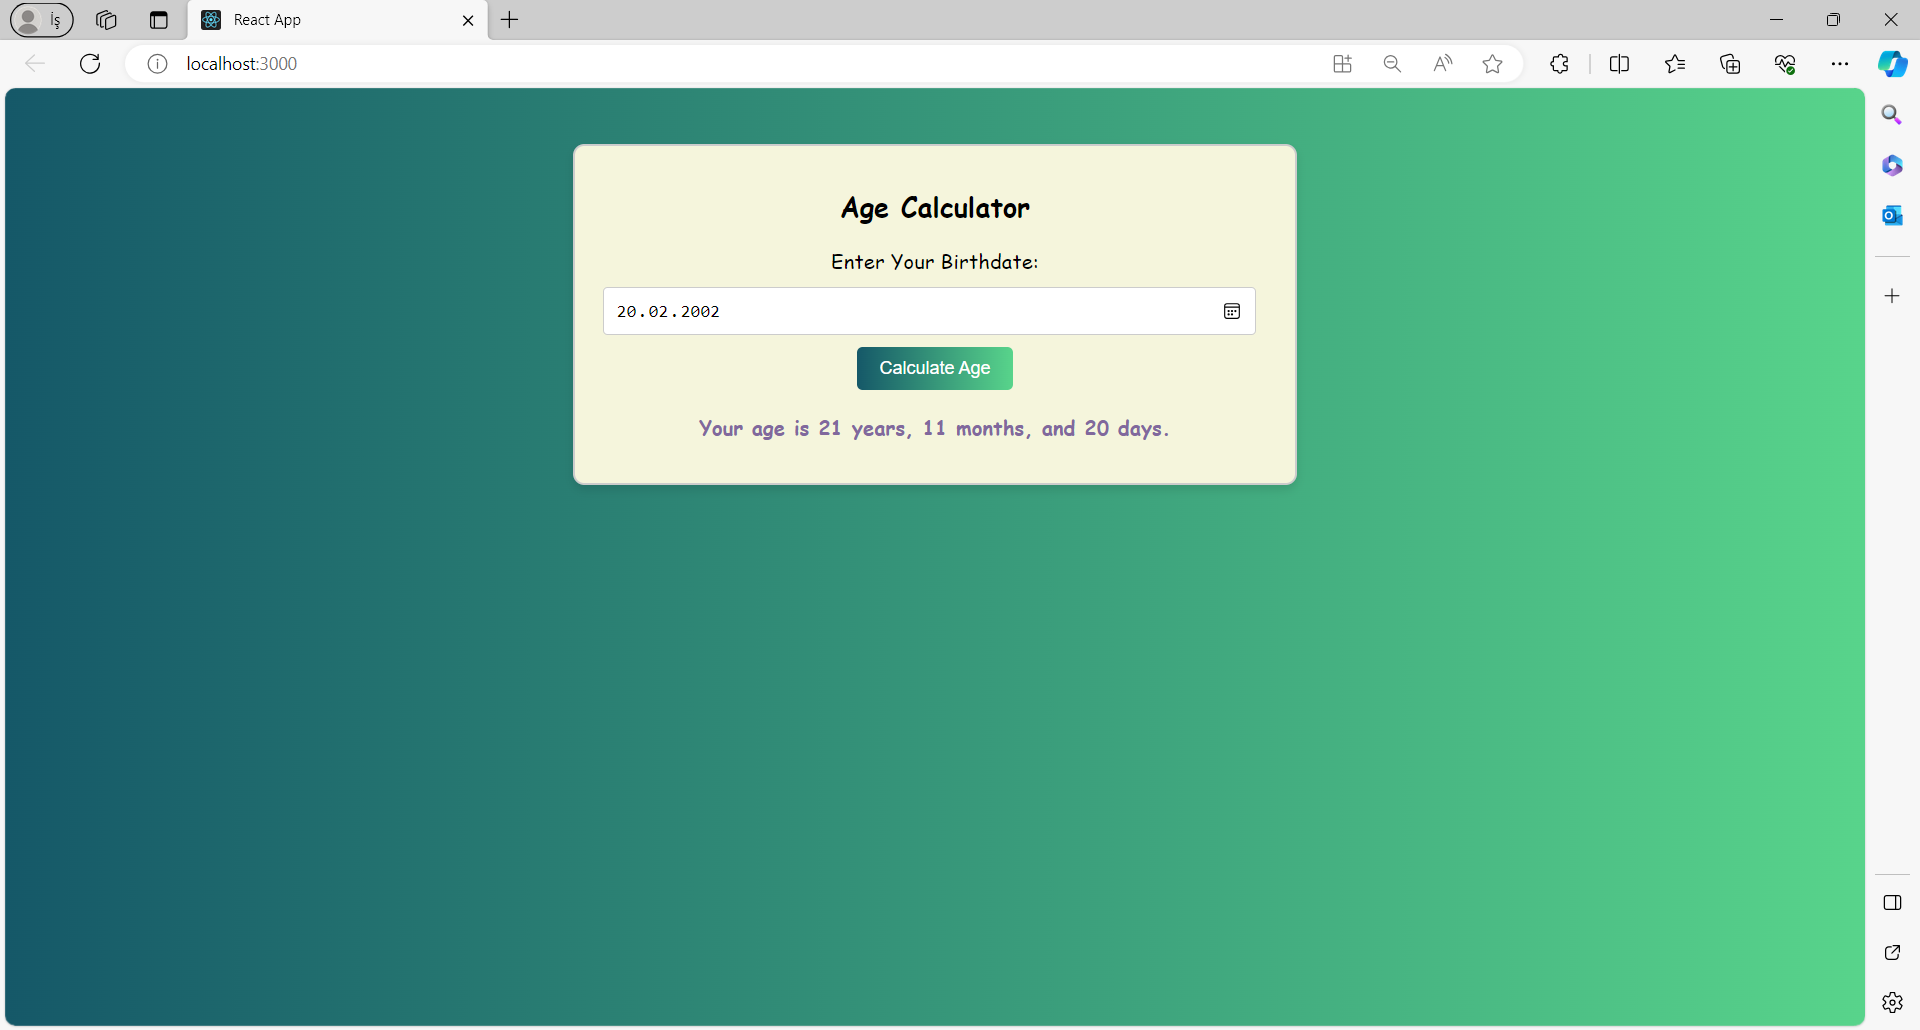 İş
React App
localhost:3000
Age Calculator
Enter Your Birthdate:
20.02.2002
Calculate Age
Your age is 21 years, 11 months, and 20 days.